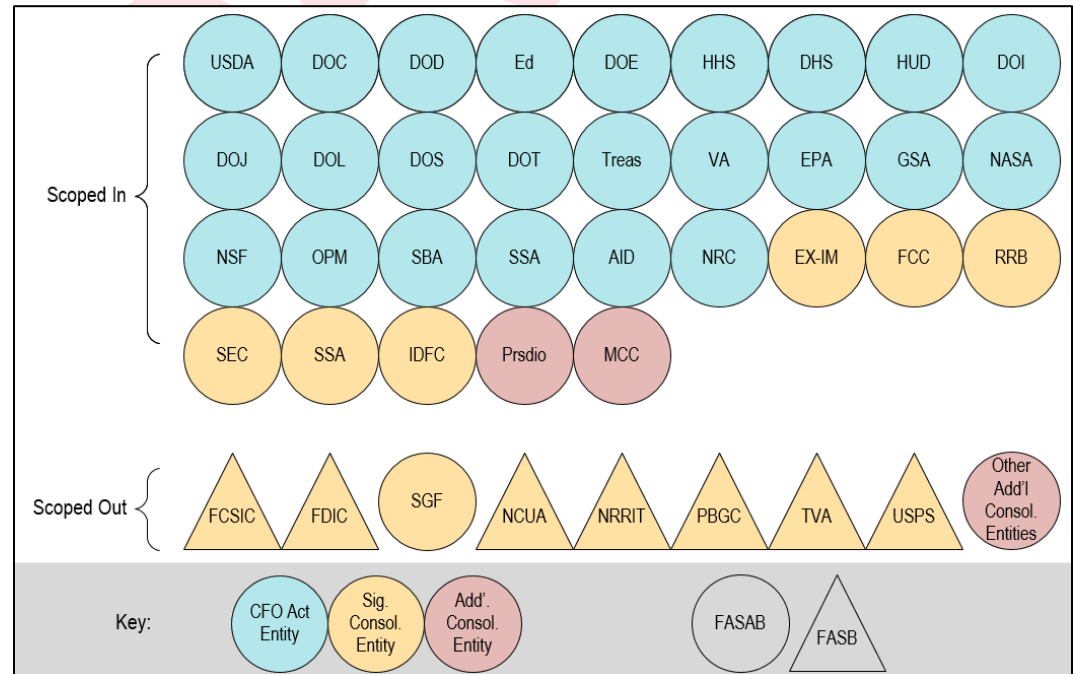 USDA DOC DOD Ed DOE HHS DHS HUD DOI
Scoped In
DOJ DOL DOS DOT Treas VA EPA GSA NASA
NSF OPM SBA SSA AID NRC EX-IM FCC RRB
SEC SSA IDFC Prsdio MCC
Scoped Out
FCSIC FDIC SGF NCUA NRRIT PBGC TVA USPS
Other
Add'l
Consol.
Entities
Key:
CFO Act
Entity
Sig.
Consol.
Entity
Add'.
Consol.
Entity
FASAB
FASB